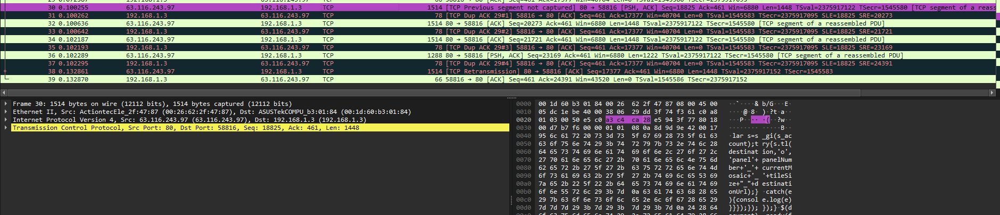 30 0.100255 63.116.243.97 192.168.1.3 TCP 1514 [TCP Previous segment not captured] 80 → 58816 [PSH, ACK] Seq=18825 Ack=461 Win=6880 Len=1448 TSval=2375917122 TSecr=1545580 [TCP segment of a reass
31 0.100262 192.168.1.3 63.116.243.97 TCP 78 [TCP Dup ACK 29#1] 58816 → 80 [ACK] Seq=461 Ack=17377 Win=40704 Len=0 TSval=1545583 TSecr=2375917095 SLE=18825 SRE=20273
32 0.100636 63.116.243.97 192.168.1.3 TCP 1514 80 → 58816 [ACK] Seq=20273 Ack=461 Win=6880 Len=1448 TSval=2375917122 TSecr=1545580 [TCP segment of a reassembled PDU]
33 0.100642 192.168.1.3 63.116.243.97 TCP 78 [TCP Dup ACK 29#2] 58816 → 80 [ACK] Seq=461 Ack=17377 Win=40704 Len=0 TSval=1545583 TSecr=2375917095 SLE=18825 SRE=21721
34 0.102187 63.116.243.97 192.168.1.3 TCP 1514 80 → 58816 [ACK] Seq=21721 Ack=461 Win=6880 Len=1448 TSval=2375917122 TSecr=1545580 [TCP segment of a reassembled PDU]
35 0.102193 192.168.1.3 63.116.243.97 TCP 78 [TCP Dup ACK 29#3] 58816 → 80 [ACK] Seq=461 Ack=17377 Win=40704 Len=0 TSval=1545583 TSecr=2375917095 SLE=18825 SRE=23169
36 0.102289 63.116.243.97 192.168.1.3 TCP 1288 80 → 58816 [PSH, ACK] Seq=23169 Ack=461 Win=6880 Len=1222 TSval=2375917122 TSecr=1545580 [TCP segment of a reassembled PDU]
37 0.102295 192.168.1.3 63.116.243.97 TCP 78 [TCP Dup ACK 29#4] 58816 → 80 [ACK] Seq=461 Ack=17377 Win=40704 Len=0 TSval=1545583 TSecr=2375917095 SLE=18825 SRE=24391
38 0.132861 63.116.243.97 192.168.1.3 TCP 1514 [TCP Retransmission] 80 → 58816 [ACK] Seq=17377 Ack=461 Win=6880 Len=1448 TSval=2375917152 TSecr=1545583
39 0.132870 192.168.1.3 63.116.243.97 TCP 66 58816 → 80 [ACK] Seq=461 Ack=24391 Win=43520 Len=0 TSval=1545586 TSecr=2375917152
Frame 30: 1514 bytes on wire (12112 bits), 1514 bytes captured (12112 bits)
Ethernet II, Src: ActiontecEle_2f:47:87 (00:26:62:2f:47:87), Dst: ASUSTekCOMPU_b3:01:84 (00:1d:60:b3:01:84)
Internet Protocol Version 4, Src: 63.116.243.97 (63.116.243.97), Dst: 192.168.1.3 (192.168.1.3)
Transmission Control Protocol, Src Port: 80, Dst Port: 58816, Seq: 18825, Ack: 461, Len: 1448
0000 00 1d 60 b3 01 84 00 26 62 2f 47 87 08 00 45 00 ··`····& b/G···E·
0010 05 dc 1e be 40 00 38 06 29 dd 3f 74 f3 61 c0 a8 ····@·8· )·?t·a··
0020 01 03 00 50 e5 c0 a3 c4 ca 28 e5 94 3f 77 80 18 ···P···· ·(··?w··
0030 00 d7 b7 f6 00 00 01 01 08 0a 8d 9d 9e 42 00 17 ········ ·····B··
0040 95 6c 61 72 20 73 3d 73 5f 67 69 28 73 5f 61 63 ·lar s=s _gi(s_ac
0050 63 6f 75 6e 74 29 3b 74 72 79 7b 73 2e 74 6c 28 count);t ry{s.tl(
0060 64 65 73 74 69 6e 61 74 69 6f 6e 2c 27 6f 27 2c destinat ion,'o',
0070 27 70 61 6e 65 6c 27 2b 70 61 6e 65 6c 4e 75 6d 'panel'+ panelNum
0080 62 65 72 2b 27 5f 27 2b 63 75 72 72 65 6e 74 4d ber+'_'+ currentM
0090 6f 73 61 69 63 2b 27 5f 27 2b 74 69 6c 65 53 69 osaic+'_ '+tileSi
00a0 7a 65 2b 22 5f 22 2b 64 65 73 74 69 6e 61 74 69 ze+"_"+d estinati
00b0 6f 6e 55 72 6c 29 3b 7d 0a 63 61 74 63 68 28 65 onUrl);} ·catch(e
00c0 29 7b 63 6f 6e 73 6f 6c 65 2e 6c 6f 67 28 65 29 ){consol e.log(e)
00d0 7d 7d 7d 29 3b 7d 29 3b 7d 29 3b 7d 0a 24 28 64 }}});}); });}·$(d